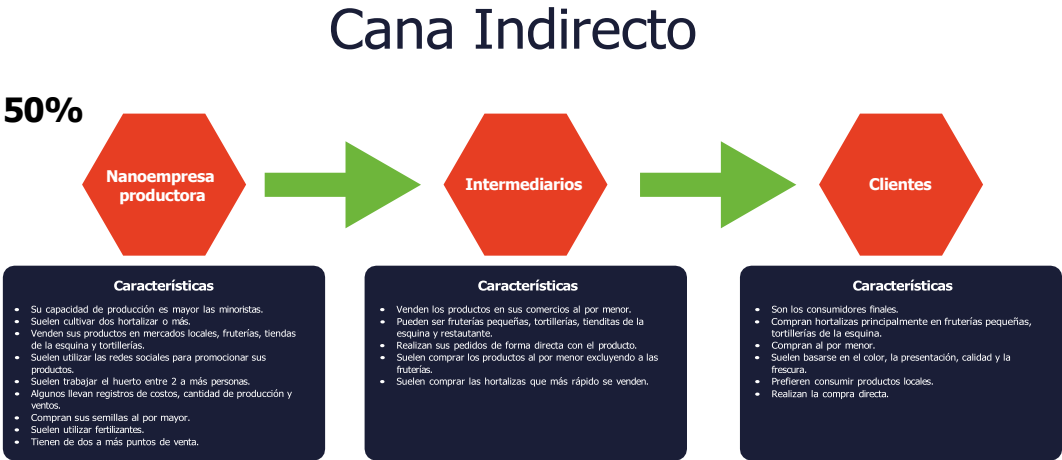 Cana Indirecto
50%
Nanoempresa
productora
Intermediarios
Clientes
Características
• Su capacidad de producción es mayor las minoristas.
• Suelen cultivar dos hortalizar o más.
• Venden sus productos en mercados locales, fruterías, tiendas
de la esquina y tortillerías.
• Suelen utilizar las redes sociales para promocionar sus
productos.
• Suelen trabajar el huerto entre 2 a más personas.
• Algunos llevan registros de costos, cantidad de producción y
ventos.
• Compran sus semillas al por mayor.
• Suelen utilizar fertilizantes.
• Tienen de dos a más puntos de venta.
Características
• Venden los productos en sus comercios al por menor.
• Pueden ser fruterías pequeñas, tortillerías, tienditas de la
esquina y restautante.
• Realizan sus pedidos de forma directa con el producto.
• Suelen comprar los productos al por menor excluyendo a las
fruterías.
• Suelen comprar las hortalizas que más rápido se venden.
Características
• Son los consumidores finales.
• Compran hortalizas principalmente en fruterías pequeñas,
tortillerías de la esquina.
• Compran al por menor.
• Suelen basarse en el color, la presentación, calidad y la
frescura.
• Prefieren consumir productos locales.
• Realizan la compra directa.